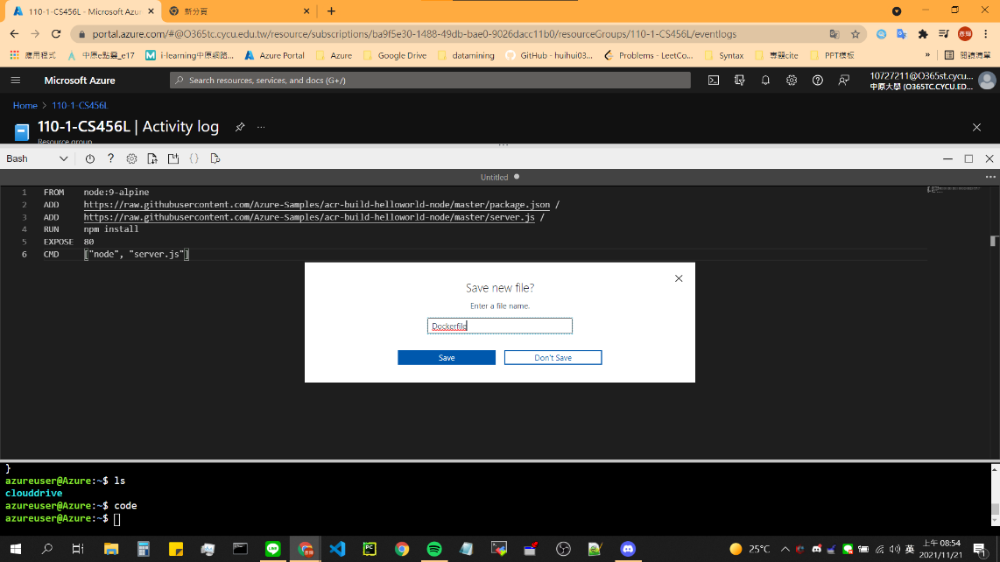 110-1-CS456L - Microsoft Azu
新分頁
portal.azure.com/#@O365tc.cycu.edu.tw/resource/subscriptions/ba9f5e30-1488-49db-bae0-9026dacc11b0/resourceGroups/110-1-CS456L/eventlogs
應用程式
中原e點靈_e17
i-learning中原網路...
Azure Portal
Azure
Google Drive
datamining
GitHub - huihui03...
Problems - LeetCo...
Syntax
專題cite
PPT模板
»
閱讀清單
Microsoft Azure
Search resources, services, and docs (G+/)
10727211@O365st.cycu...
中原大學 (O365TC.CYCU.ED...
Home > 110-1-CS456L
110-1-CS456L | Activity log
Resource group
Bash
Untitled
1 FROM node:9-alpine
2 ADD https://raw.githubusercontent.com/Azure-Samples/acr-build-helloworld-node/master/package.json /
3 ADD https://raw.githubusercontent.com/Azure-Samples/acr-build-helloworld-node/master/server.js /
4 RUN npm install
5 EXPOSE 80
6 CMD ["node", "server.js"]
Save new file?
Enter a file name.
Dockerfile
Save
Don't Save
}
azureuser@Azure:~$ ls
clouddrive
azureuser@Azure:~$ code
azureuser@Azure:~$
25°C
英
上午 08:54
2021/11/21